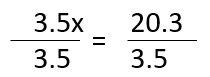 3.5x / 3.5 = 20.3 / 3.5